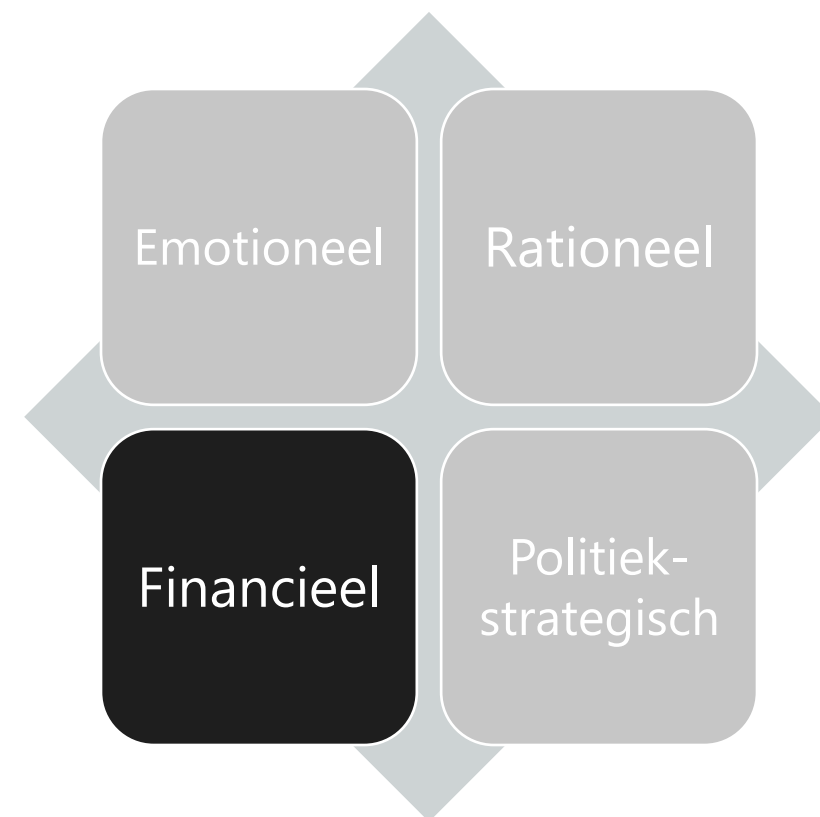 Emotioneel
Rationeel
Financieel
Politiek-
strategisch